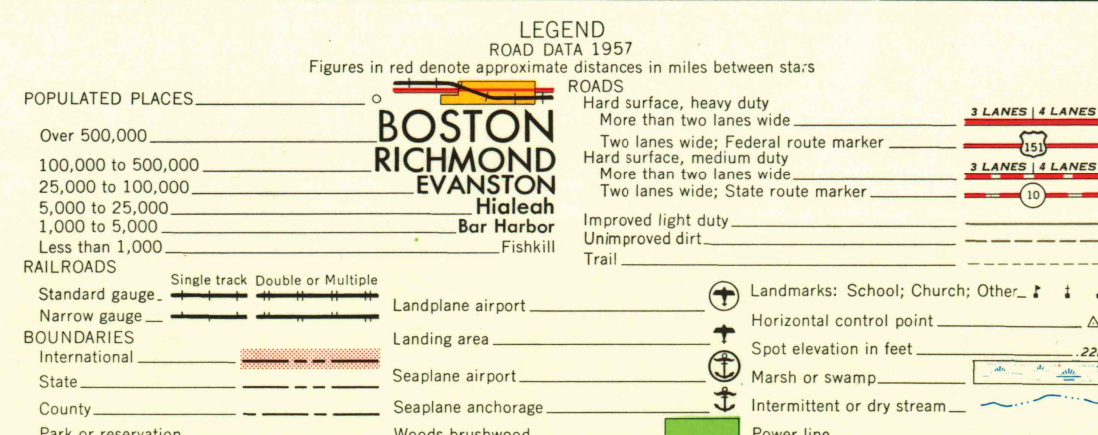 LEGEND
ROAD DATA 1957
Figures in red denote approximate distances in miles between stars
POPULATED PLACES
Over 500,000 BOSTON
100,000 to 500,000 RICHMOND
25,000 to 100,000 EVANSTON
5,000 to 25,000 Hialeah
1,000 to 5,000 Bar Harbor
Less than 1,000 Fishkill
RAILROADS
Single track Double or Multiple
Standard gauge
Narrow gauge
BOUNDARIES
International
State
County
Park or reservation
ROADS
Hard surface, heavy duty
More than two lanes wide 3 LANES | 4 LANES
Two lanes wide; Federal route marker 151
Hard surface, medium duty
More than two lanes wide 3 LANES | 4 LANES
Two lanes wide; State route marker 10
Improved light duty
Unimproved dirt
Trail
Landplane airport
Landing area
Seaplane airport
Seaplane anchorage
Woods brushwood
Landmarks: School; Church; Other
Horizontal control point
Spot elevation in feet
Marsh or swamp
Intermittent or dry stream
Power line